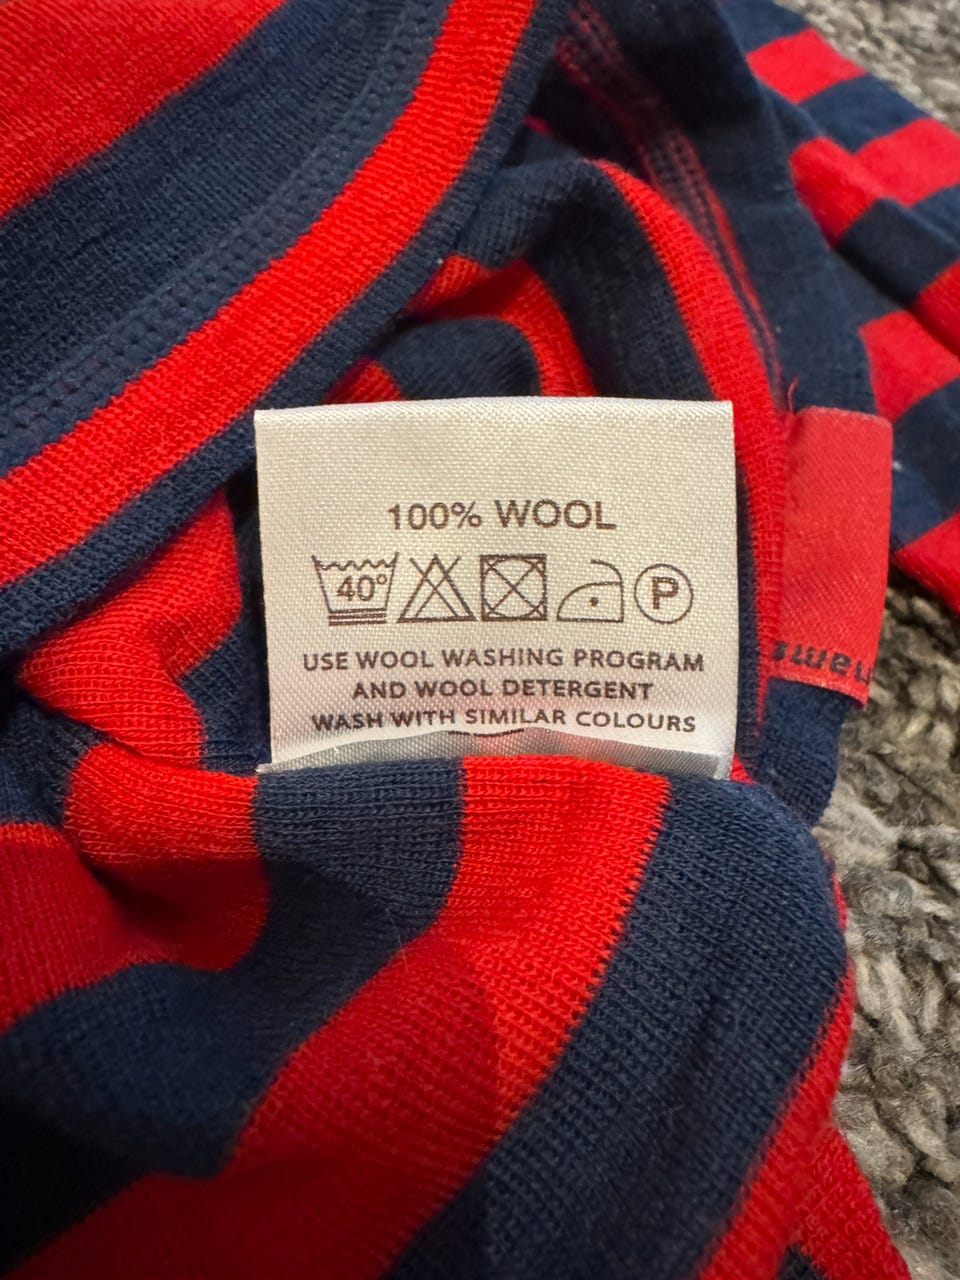 100% WOOL
40°
P
USE WOOL WASHING PROGRAM
AND WOOL DETERGENT
WASH WITH SIMILAR COLOURS